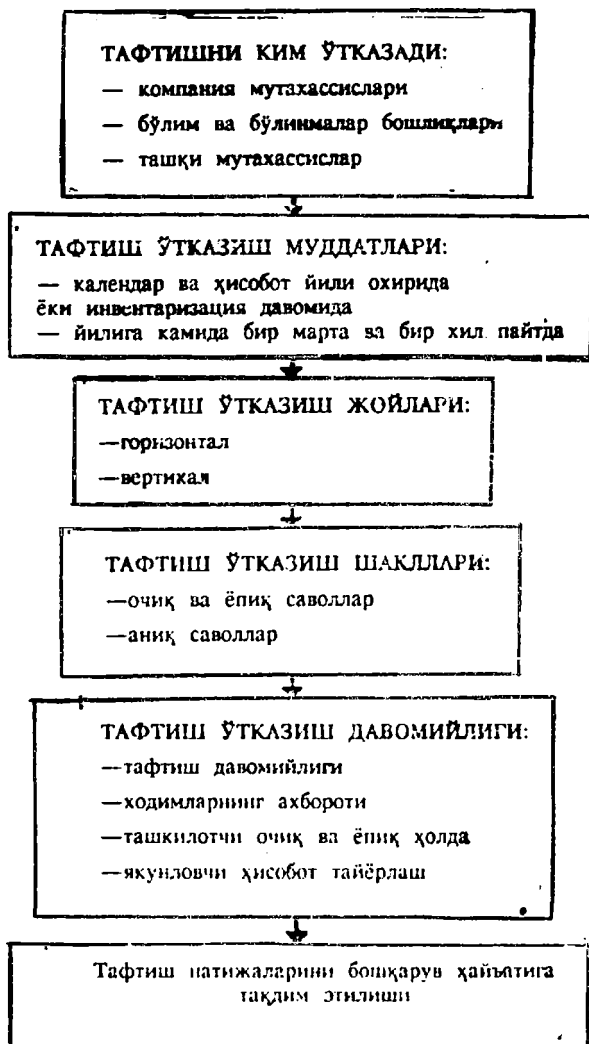 ТАФТИШНИ КИМ ЎТКАЗАДИ:
— компания мутахассислари
— бўлим ва бўлинмалар бошлиқлари
— ташқи мутахассислар
ТАФТИШ ЎТКАЗИШ МУДДАТЛАРИ:
— календар ва ҳисобот йили охирида
ёки инвентаризация давомида
— йилига камида бир марта ва бир хил пайтда
ТАФТИШ ЎТКАЗИШ ЖОЙЛАРИ:
—горизонтал
—вертикал
ТАФТИШ ЎТКАЗИШ ШАКЛЛАРИ:
—очиқ ва ёпиқ саволлар
—аниқ саволлар
ТАФТИШ ЎТКАЗИШ ДАВОМИЙЛИГИ:
—тафтиш давомийлиги
—ходимларнинг ахбороти
—ташкилотчи очиқ ва ёпиқ ҳолда
—якунловчи ҳисобот тайёрлаш
Тафтиш натижаларини бошқарув ҳайъатига
тақдим этилиши